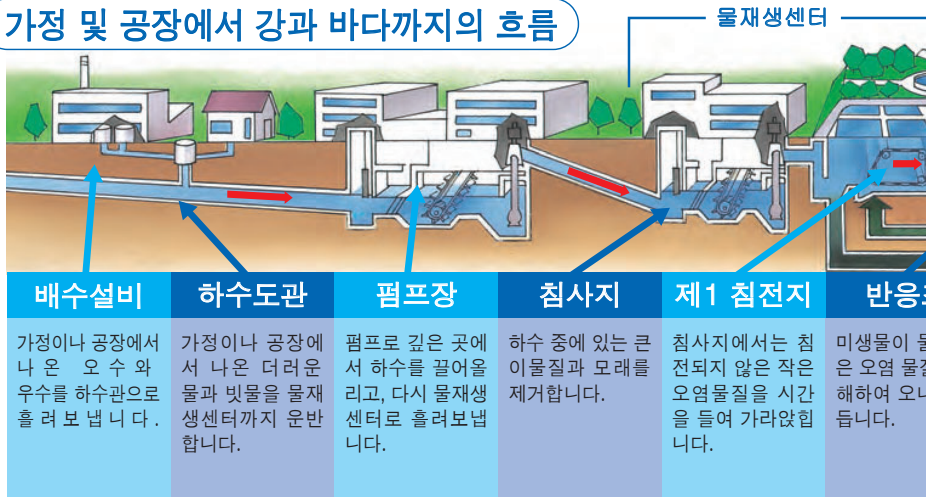 가정 및 공장에서 강과 바다까지의 흐름
물재생센터
배수설비
가정이나 공장에서
나 온 오 수 와
우수를 하수관으로
흘 려 보 냅 니 다 .
하수도관
가정이나 공장에
서 나온 더러운
물과 빗물을 물재
생센터까지 운반
합니다.
펌프장
펌프로 깊은 곳에
서 하수를 끌어올
리고, 다시 물재생
센터로 흘려보냅
니다.
침사지
하수 중에 있는 큰
이물질과 모래를
제거합니다.
제1 침전지
침사지에서는 침
전되지 않은 작은
오염물질을 시간
을 들여 가라앉힙
니다.
반응
미생물이
은 오염 물
해하여
듭니다.